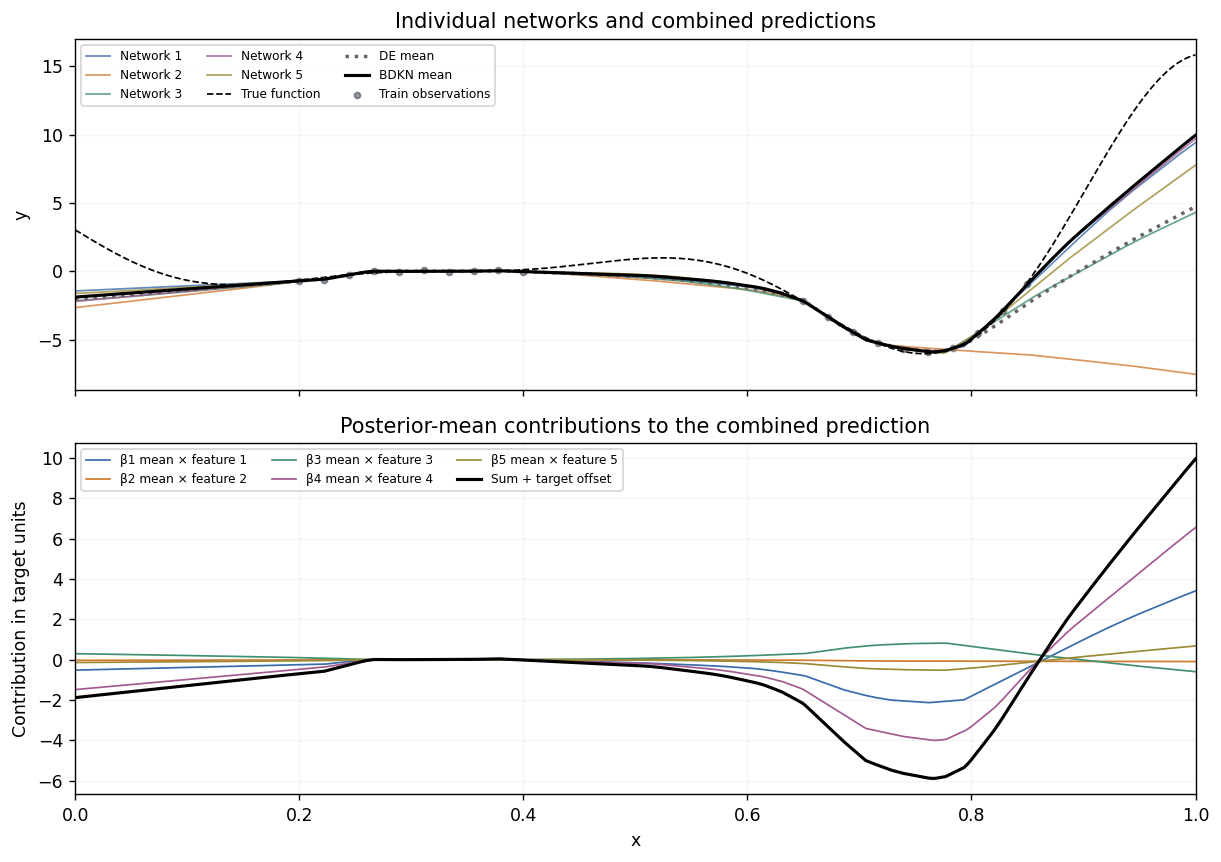 Individual networks and combined predictions
Network 1 Network 4 DE mean
Network 2 Network 5 BDKN mean
Network 3 True function Train observations
15
10
5
0
−5
y
Posterior-mean contributions to the combined prediction
β1 mean × feature 1 β3 mean × feature 3 β5 mean × feature 5
β2 mean × feature 2 β4 mean × feature 4 Sum + target offset
10
8
6
4
2
0
−2
−4
−6
Contribution in target units
0.0 0.2 0.4 0.6 0.8 1.0
x